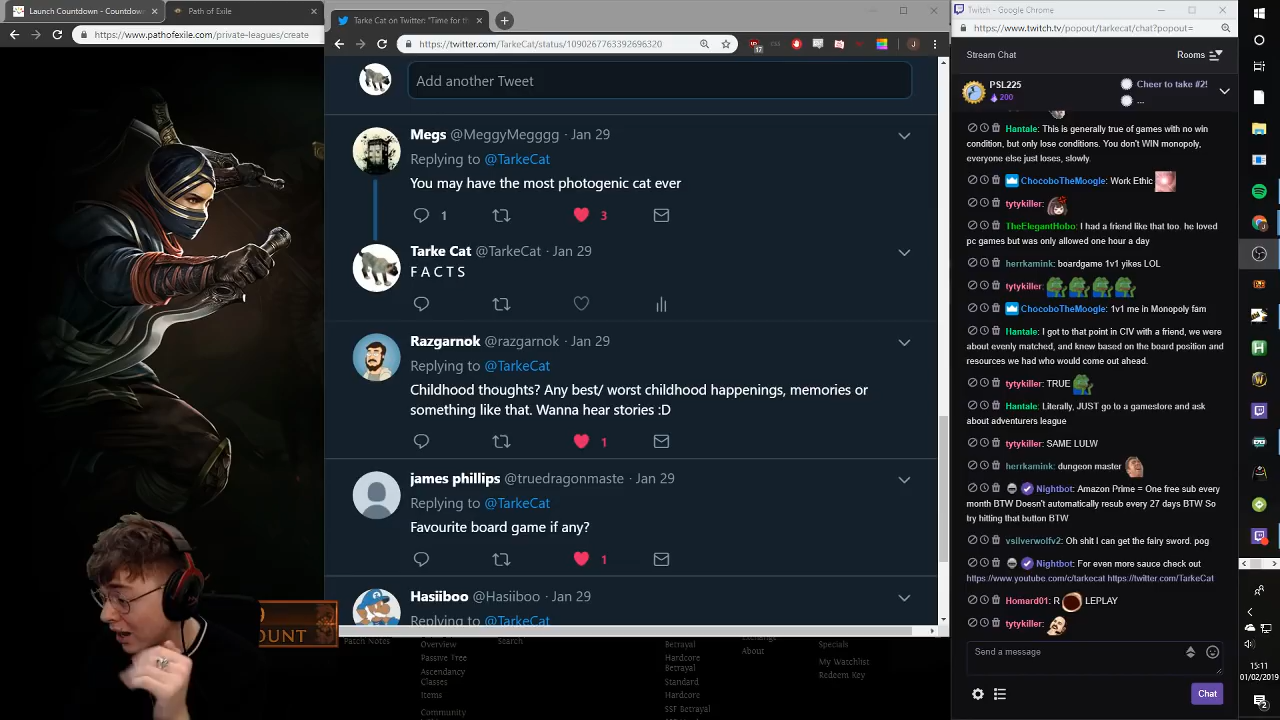 Launch Countdown ...
Path of Exile
https://www.pathofexile.com/private-leagues/create
Tarke Cat on Twitter: "Time for th
https://twitter.com/TarkeCat/status/1090267763392696320
Add another Tweet
Megs @MeggyMegggg · Jan 29
Replying to @TarkeCat
You may have the most photogenic cat ever
1
3
Tarke Cat @TarkeCat · Jan 29
F A C T S
Razgarnok @razgarnok · Jan 29
Replying to @TarkeCat
Childhood thoughts? Any best/ worst childhood happenings, memories or
something like that. Wanna hear stories :D
1
james phillips @truedragonmaste · Jan 29
Replying to @TarkeCat
Favourite board game if any?
1
Hasiiboo @Hasiiboo · Jan 29
Replying to @TarkeCat
OUNT
Patch Notes
Overview
Passive Tree
Ascendancy
Classes
Items
Community
Search
Betrayal
Hardcore
Betrayal
Standard
Hardcore
SSF Betrayal
Exchange
About
Specials
My Watchlist
Redeem Key
Twitch - Google Chrome
https://www.twitch.tv/popout/tarkecat/chat?popout=
Stream Chat
Rooms
PSL225
200
Cheer to take #2!
...
Hantale: This is generally true of games with no win
condition, but only lose conditions. You don't WIN monopoly,
everyone else just loses, slowly.
ChocoboTheMoogle: Work Ethic
tytykiller:
TheElegantHobo: I had a friend like that too. he loved
pc games but was only allowed one hour a day
herrkamink: boardgame 1v1 yikes LOL
tytykiller:
ChocoboTheMoogle: 1v1 me in Monopoly fam
Hantale: I got to that point in CIV with a friend, we were
about evenly matched, and knew based on the board position and
resources we had who would come out ahead.
tytykiller: TRUE
Hantale: Literally, JUST go to a gamestore and ask
about adventurers league
tytykiller: SAME LULW
herrkamink: dungeon master
Nightbot: Amazon Prime = One free sub every
month BTW Doesn't automatically resub every 27 days BTW So
try hitting that button BTW
vsilverwolfv2: Oh shit I can get the fairy sword. pog
Nightbot: For even more sauce check out
https://www.youtube.com/c/tarkecat https://twitter.com/TarkeCat
Homard01: R LEPLAY
tytykiller:
Send a message
Chat
15:11
01/02/2019